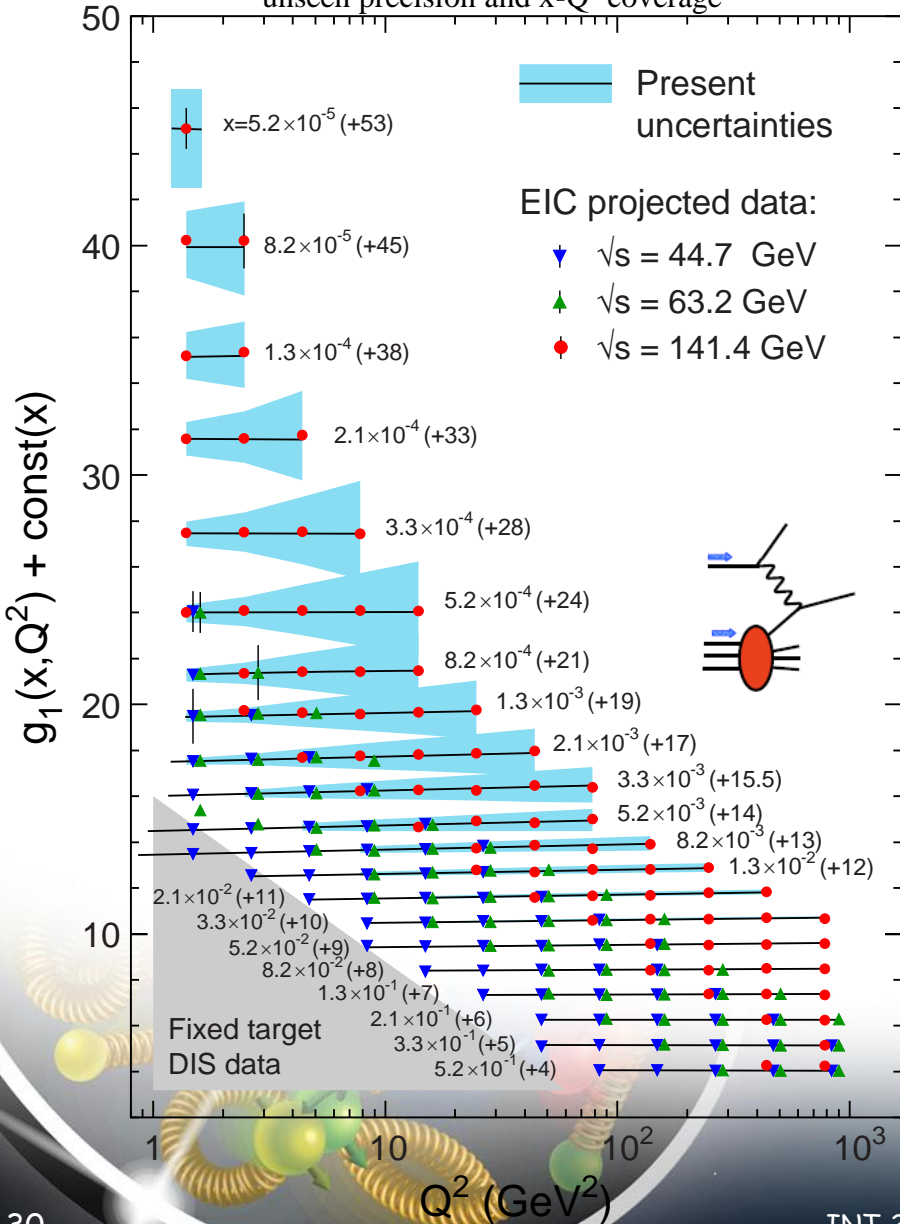 unseen precision and x-Q² coverage
50
40
30
20
10
g₁(x,Q²) + const(x)
Present
uncertainties
EIC projected data:
√s = 44.7 GeV
√s = 63.2 GeV
√s = 141.4 GeV
x=5.2×10⁻⁵ (+53)
8.2×10⁻⁵ (+45)
1.3×10⁻⁴ (+38)
2.1×10⁻⁴ (+33)
3.3×10⁻⁴ (+28)
5.2×10⁻⁴ (+24)
8.2×10⁻⁴ (+21)
1.3×10⁻³ (+19)
2.1×10⁻³ (+17)
3.3×10⁻³ (+15.5)
5.2×10⁻³ (+14)
8.2×10⁻³ (+13)
1.3×10⁻² (+12)
2.1×10⁻² (+11)
3.3×10⁻² (+10)
5.2×10⁻² (+9)
8.2×10⁻² (+8)
1.3×10⁻¹ (+7)
2.1×10⁻¹ (+6)
3.3×10⁻¹ (+5)
5.2×10⁻¹ (+4)
Fixed target
DIS data
1 10 10² 10³
Q² (GeV²)
30 INT